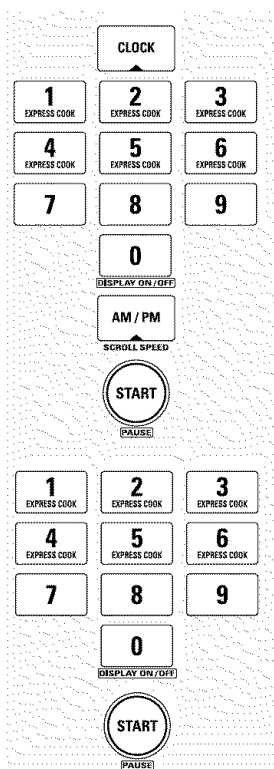 CLOCK
1 2 3
EXPRESS COOK EXPRESS COOK EXPRESS COOK
4 5 6
EXPRESS COOK EXPRESS COOK EXPRESS COOK
7 8 9
0
DISPLAY ON/OFF
AM / PM
SCROLL SPEED
START
PAUSE
1 2 3
EXPRESS COOK EXPRESS COOK EXPRESS COOK
4 5 6
EXPRESS COOK EXPRESS COOK EXPRESS COOK
7 8 9
0
DISPLAY ON/OFF
START
PAUSE